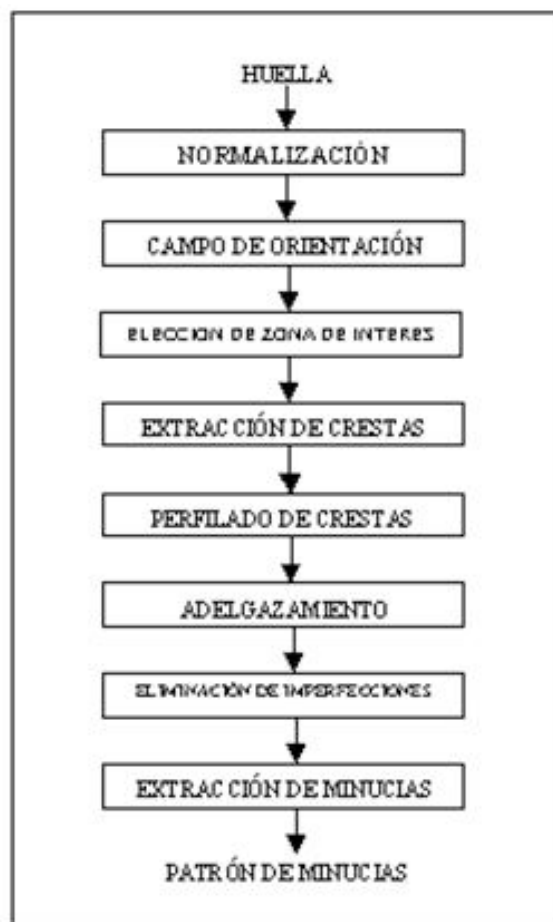 HUELLA
NORMALIZACIÓN
CAMPO DE ORIENTACIÓN
ELECCION DE ZONA DE INTERES
EXTRACCIÓN DE CRESTAS
PERFILADO DE CRESTAS
ADELGAZAMIENTO
ELIMINACIÓN DE IMPERFECCIONES
EXTRACCIÓN DE MINUCIAS
PATRÓN DE MINUCIAS